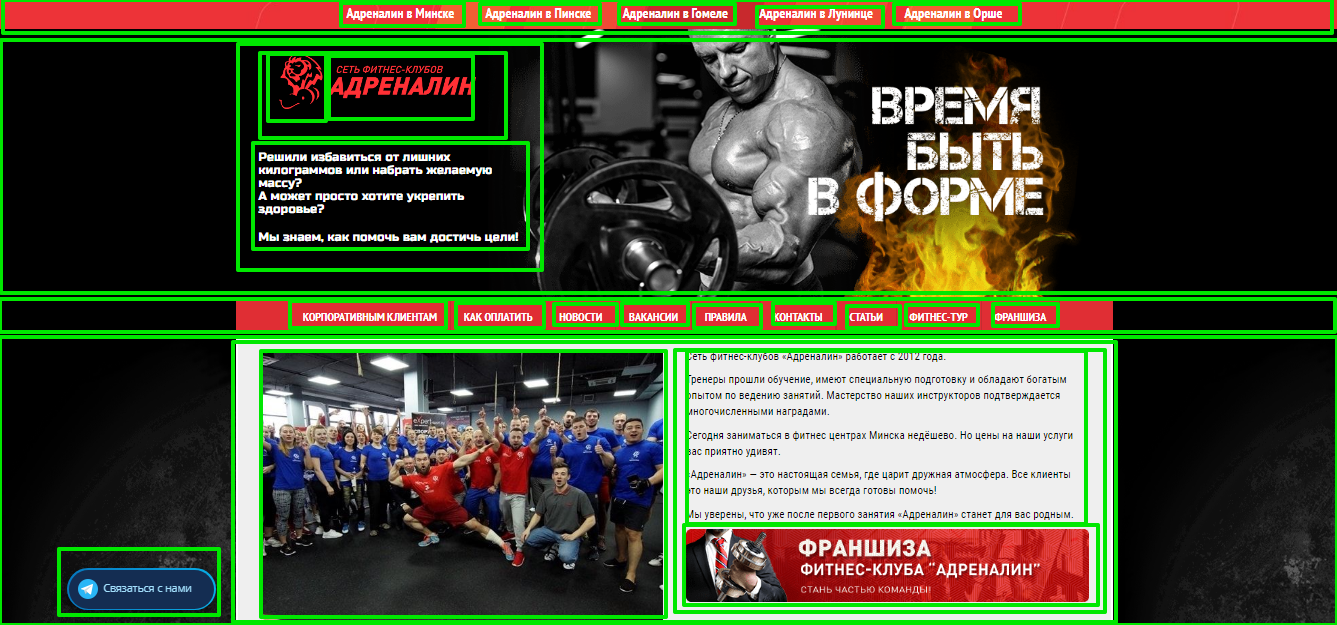 Адреналин в Минске Адреналин в Пинске Адреналин в Гомеле Адреналин в Лунинце Адреналин в Орше
СЕТЬ ФИТНЕС-КЛУБОВ
АДРЕНАЛИН
Решили избавиться от лишних
килограммов или набрать желаемую
массу?
А может просто хотите укрепить
здоровье?
Мы знаем, как помочь вам достичь цели!
ВРЕМЯ
БЫТЬ
В ФОРМЕ
КОРПОРАТИВНЫМ КЛИЕНТАМ КАК ОПЛАТИТЬ НОВОСТИ ВАКАНСИИ ПРАВИЛА КОНТАКТЫ СТАТЬИ ФИТНЕС-ТУР ФРАНШИЗА
Сеть фитнес-клубов «Адреналин» работает с 2012 года.
Тренеры прошли обучение, имеют специальную подготовку и обладают богатым
опытом по ведению занятий. Мастерство наших инструкторов подтверждается
многочисленными наградами.
Сегодня заниматься в фитнес центрах Минска недёшево. Но цены на наши услуги
вас приятно удивят.
«Адреналин» — это настоящая семья, где царит дружная атмосфера. Все клиенты
это наши друзья, которым мы всегда готовы помочь!
Мы уверены, что уже после первого занятия «Адреналин» станет для вас родным.
ФРАНШИЗА
ФИТНЕС-КЛУБА "АДРЕНАЛИН"
СТАНЬ ЧАСТЬЮ КОМАНДЫ!
Связаться с нами